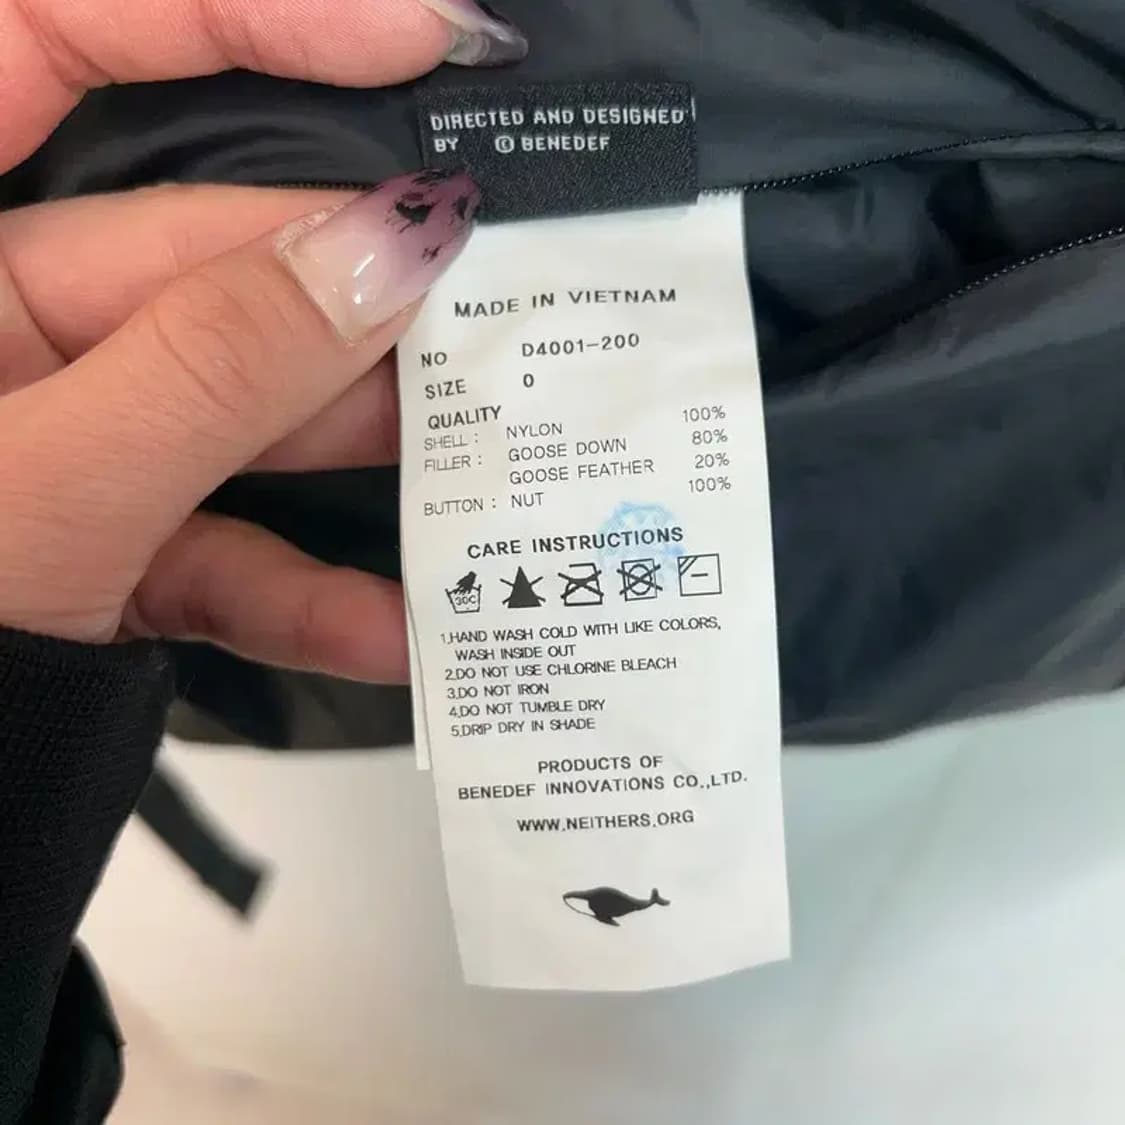 DIRECTED AND DESIGNED
BY © BENEDEF
MADE IN VIETNAM
NO D4001-200
SIZE 0
QUALITY
SHELL : NYLON 100%
FILLER : GOOSE DOWN 80%
GOOSE FEATHER 20%
BUTTON : NUT 100%
CARE INSTRUCTIONS
30C
1.HAND WASH COLD WITH LIKE COLORS,
WASH INSIDE OUT
2.DO NOT USE CHLORINE BLEACH
3.DO NOT IRON
4.DO NOT TUMBLE DRY
5.DRIP DRY IN SHADE
PRODUCTS OF
BENEDEF INNOVATIONS CO.,LTD.
WWW.NEITHERS.ORG